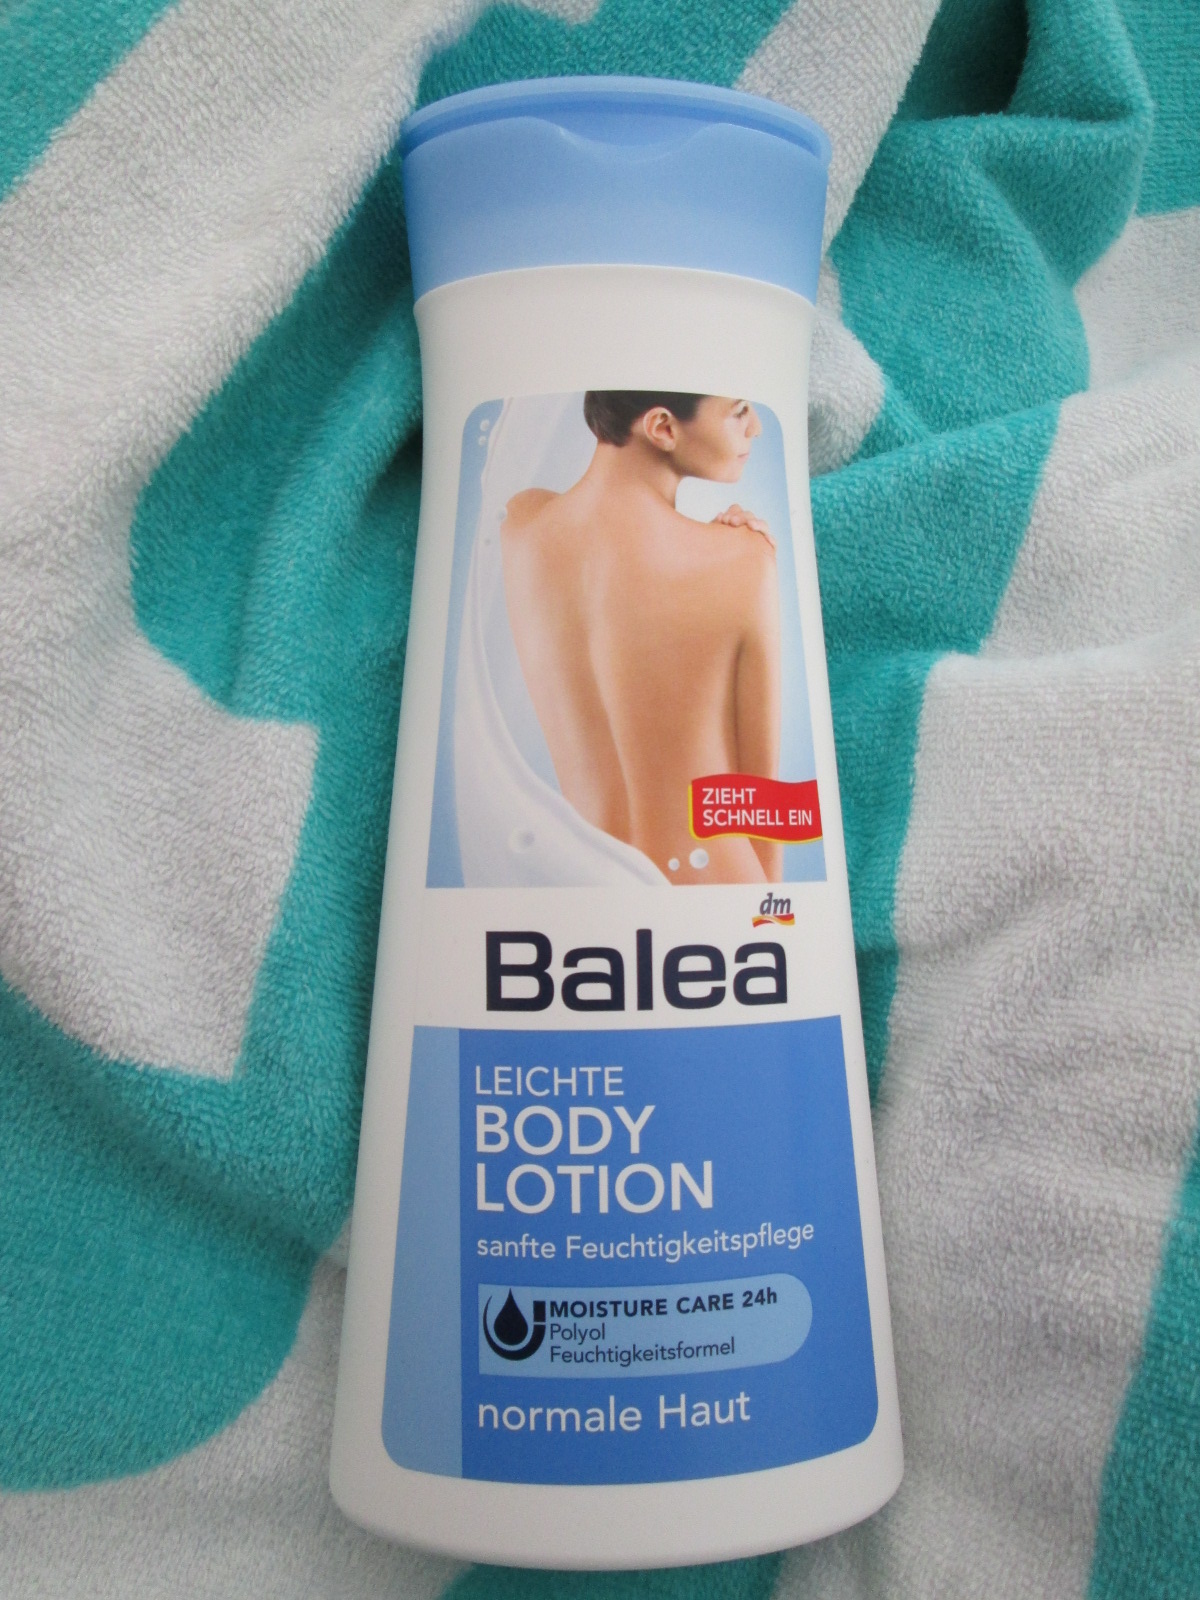 ZIEHT
SCHNELL EIN
dm
Balea
LEICHTE
BODY
LOTION
sanfte Feuchtigkeitspflege
MOISTURE CARE 24h
Polyol
Feuchtigkeitsformel
normale Haut